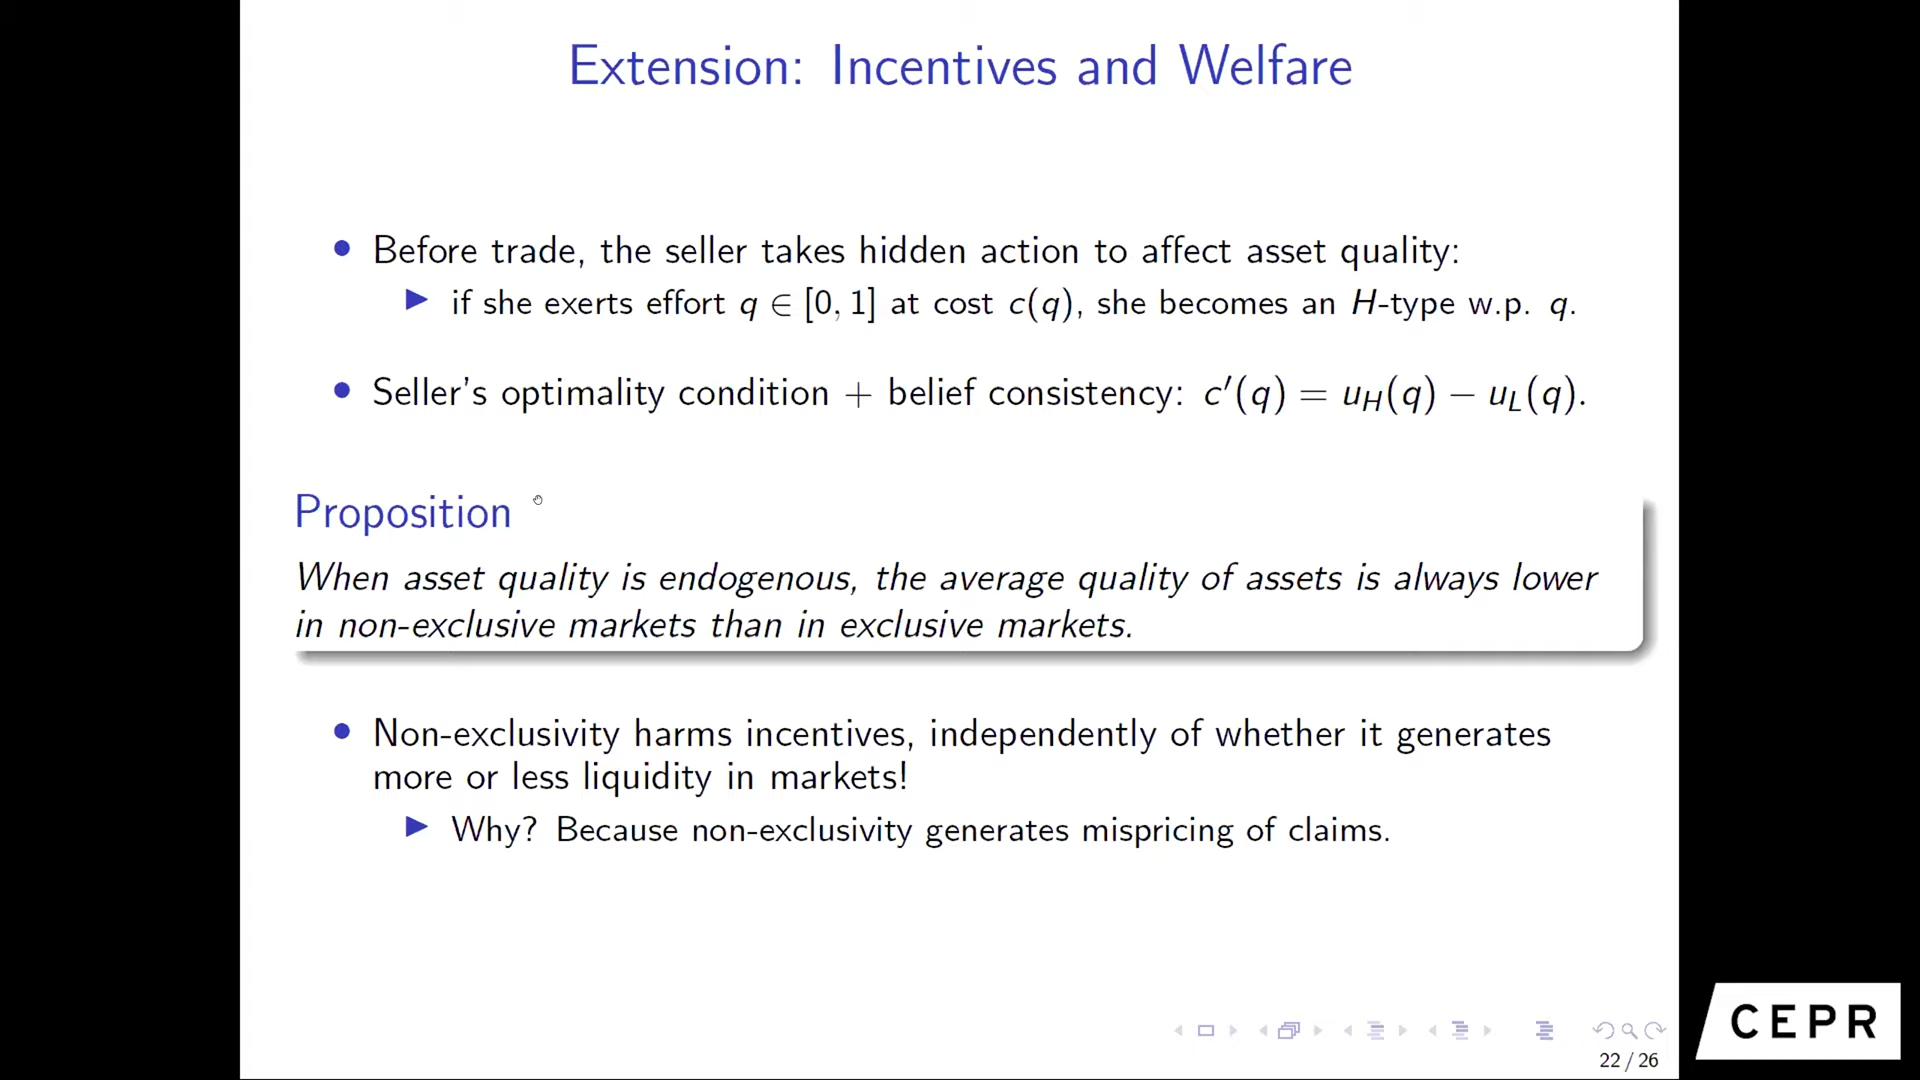 Extension: Incentives and Welfare
• Before trade, the seller takes hidden action to affect asset quality:
▶ if she exerts effort q ∈ [0, 1] at cost c(q), she becomes an H-type w.p. q.
• Seller's optimality condition + belief consistency: c′(q) = u_H(q) − u_L(q).
Proposition
When asset quality is endogenous, the average quality of assets is always lower
in non-exclusive markets than in exclusive markets.
• Non-exclusivity harms incentives, independently of whether it generates
more or less liquidity in markets!
▶ Why? Because non-exclusivity generates mispricing of claims.
22 / 26
CEPR